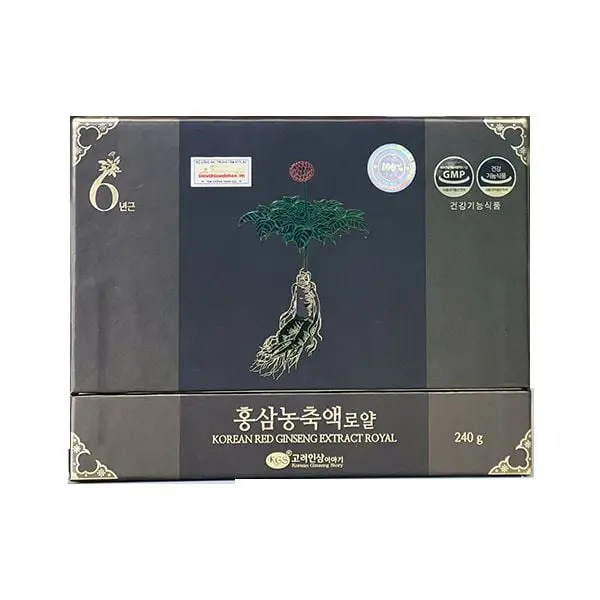 6년근
100%
GMP
건강
기능식품
건강기능식품
홍삼농축액로얄
KOREAN RED GINSENG EXTRACT ROYAL
240 g
KGS® 고려인삼이야기
Korean Ginseng Story